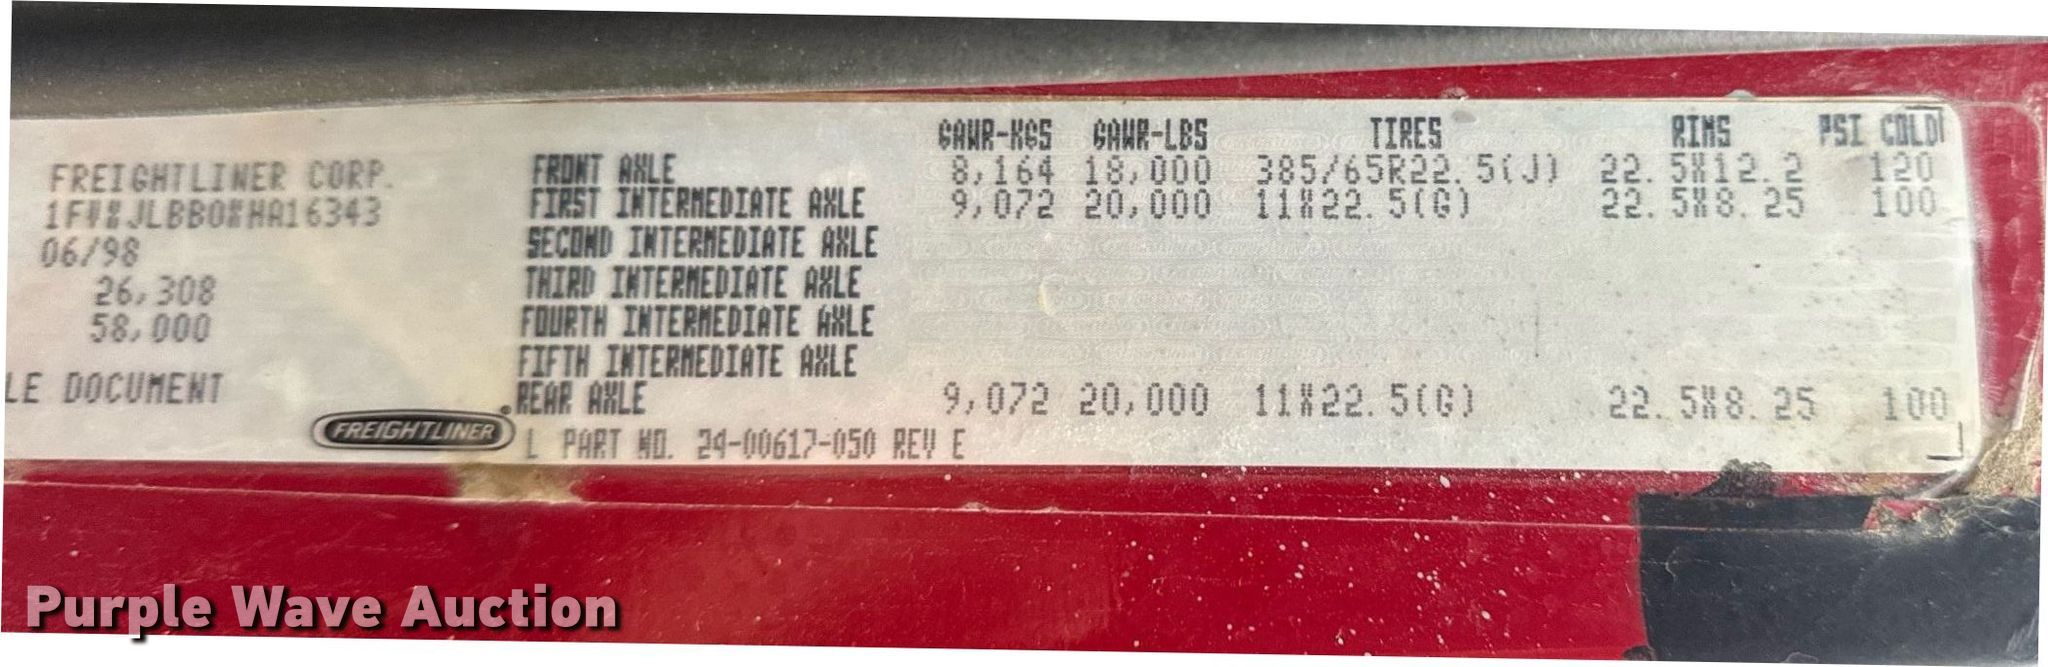 GAWR-KGS GAWR-LBS TIRES RIMS PSI COLD
FREIGHTLINER CORP. FRONT AXLE 8,164 18,000 385/65R22.5(J) 22.5X12.2 120
1FVXJLBB0XHA16343 FIRST INTERMEDIATE AXLE 9,072 20,000 11X22.5(G) 22.5X8.25 100
06/98 SECOND INTERMEDIATE AXLE
26,308 THIRD INTERMEDIATE AXLE
58,000 FOURTH INTERMEDIATE AXLE
FIFTH INTERMEDIATE AXLE
LE DOCUMENT REAR AXLE 9,072 20,000 11X22.5(G) 22.5X8.25 100
FREIGHTLINER L PART NO. 24-00617-050 REV E
Purple Wave Auction